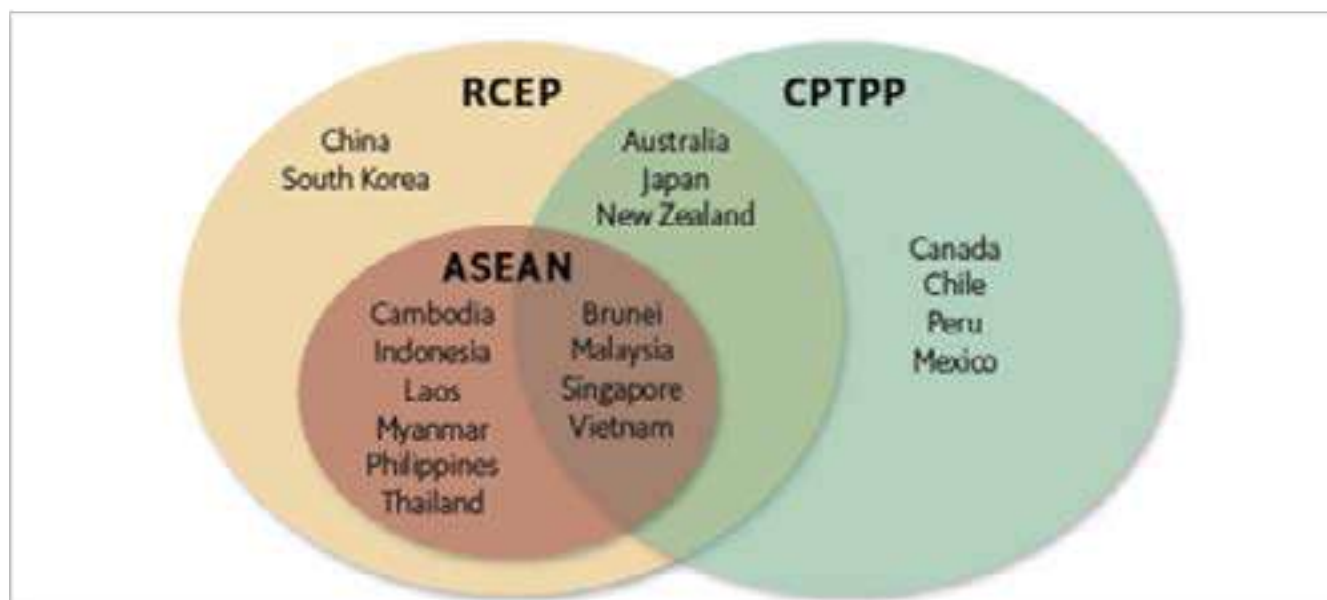 RCEP
CPTPP
China
South Korea
Australia
Japan
New Zealand
ASEAN
Cambodia
Indonesia
Laos
Myanmar
Philippines
Thailand
Brunei
Malaysia
Singapore
Vietnam
Canada
Chile
Peru
Mexico